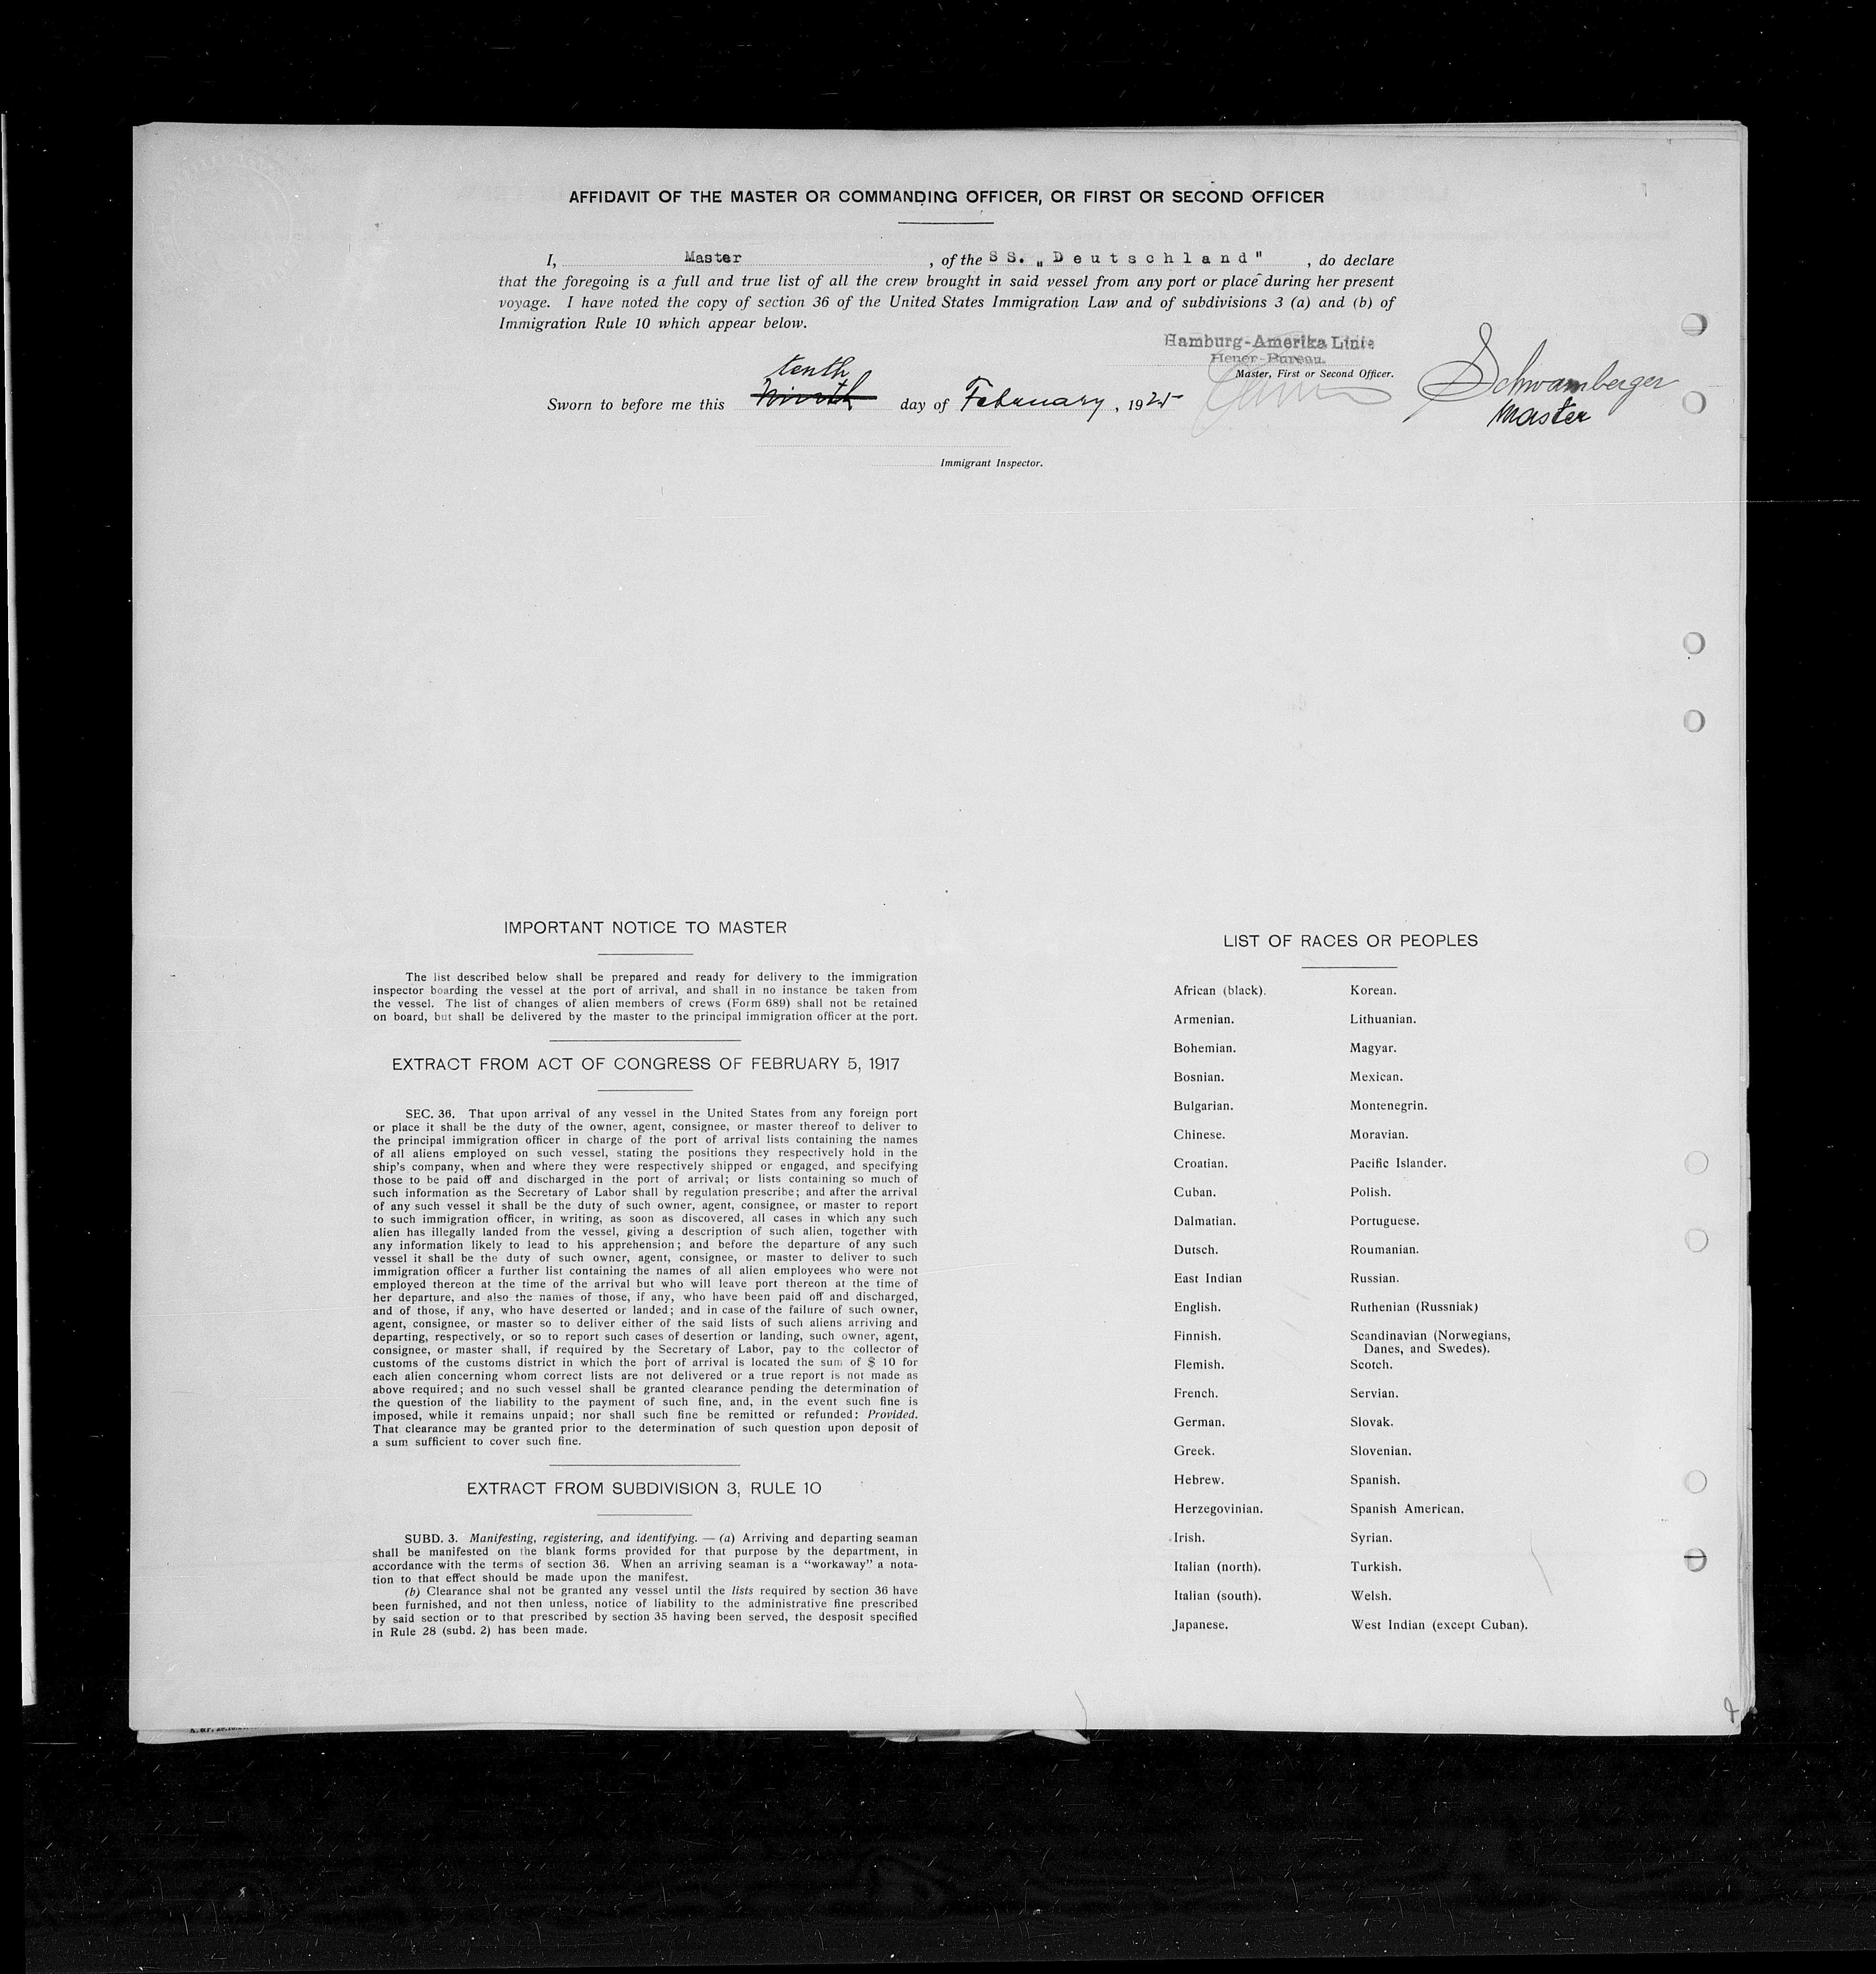 AFFIDAVIT OF THE MASTER OR COMMANDING OFFICER, OR FIRST OR SECOND OFFICER
I, Master , of the SS. „Deutschland" , do declare
that the foregoing is a full and true list of all the crew brought in said vessel from any port or place during her present
voyage. I have noted the copy of section 36 of the United States Immigration Law and of subdivisions 3 (a) and (b) of
Immigration Rule 10 which appear below.
Hamburg-Amerika Linie
Heuer-Bureau.
Master, First or Second Officer.
Schwamberger
Master
tenth
Sworn to before me this day of February, 1925
Immigrant Inspector.
IMPORTANT NOTICE TO MASTER
The list described below shall be prepared and ready for delivery to the immigration
inspector boarding the vessel at the port of arrival, and shall in no instance be taken from
the vessel. The list of changes of alien members of crews (Form 689) shall not be retained
on board, but shall be delivered by the master to the principal immigration officer at the port.
EXTRACT FROM ACT OF CONGRESS OF FEBRUARY 5, 1917
SEC. 36. That upon arrival of any vessel in the United States from any foreign port
or place it shall be the duty of the owner, agent, consignee, or master thereof to deliver to
the principal immigration officer in charge of the port of arrival lists containing the names
of all aliens employed on such vessel, stating the positions they respectively hold in the
ship's company, when and where they were respectively shipped or engaged, and specifying
those to be paid off and discharged in the port of arrival; or lists containing so much of
such information as the Secretary of Labor shall by regulation prescribe; and after the arrival
of any such vessel it shall be the duty of such owner, agent, consignee, or master to report
to such immigration officer, in writing, as soon as discovered, all cases in which any such
alien has illegally landed from the vessel, giving a description of such alien, together with
any information likely to lead to his apprehension; and before the departure of any such
vessel it shall be the duty of such owner, agent, consignee, or master to deliver to such
immigration officer a further list containing the names of all alien employees who were not
employed thereon at the time of the arrival but who will leave port thereon at the time of
her departure, and also the names of those, if any, who have been paid off and discharged,
and of those, if any, who have deserted or landed; and in case of the failure of such owner,
agent, consignee, or master so to deliver either of the said lists of such aliens arriving and
departing, respectively, or so to report such cases of desertion or landing, such owner, agent,
consignee, or master shall, if required by the Secretary of Labor, pay to the collector of
customs of the customs district in which the port of arrival is located the sum of $ 10 for
each alien concerning whom correct lists are not delivered or a true report is not made as
above required; and no such vessel shall be granted clearance pending the determination of
the question of the liability to the payment of such fine, and, in the event such fine is
imposed, while it remains unpaid; nor shall such fine be remitted or refunded: Provided.
That clearance may be granted prior to the determination of such question upon deposit of
a sum sufficient to cover such fine.
EXTRACT FROM SUBDIVISION 3, RULE 10
SUBD. 3. Manifesting, registering, and identifying. — (a) Arriving and departing seaman
shall be manifested on the blank forms provided for that purpose by the department, in
accordance with the terms of section 36. When an arriving seaman is a "workaway" a nota-
tion to that effect should be made upon the manifest.
(b) Clearance shal not be granted any vessel until the lists required by section 36 have
been furnished, and not then unless, notice of liability to the administrative fine prescribed
by said section or to that prescribed by section 35 having been served, the desposit specified
in Rule 28 (subd. 2) has been made.
LIST OF RACES OR PEOPLES
African (black). Korean.
Armenian. Lithuanian.
Bohemian. Magyar.
Bosnian. Mexican.
Bulgarian. Montenegrin.
Chinese. Moravian.
Croatian. Pacific Islander.
Cuban. Polish.
Dalmatian. Portuguese.
Dutsch. Roumanian.
East Indian Russian.
English. Ruthenian (Russniak)
Finnish. Scandinavian (Norwegians,
Danes, and Swedes).
Flemish. Scotch.
French. Servian.
German. Slovak.
Greek. Slovenian.
Hebrew. Spanish.
Herzegovinian. Spanish American.
Irish. Syrian.
Italian (north). Turkish.
Italian (south). Welsh.
Japanese. West Indian (except Cuban).